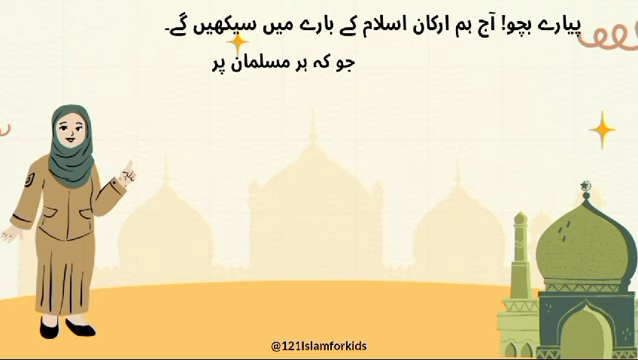 پیارے بچو! آج ہم ارکان اسلام کے بارے میں سیکھیں گے۔
جو کہ ہر مسلمان پر
@121Islamforkids